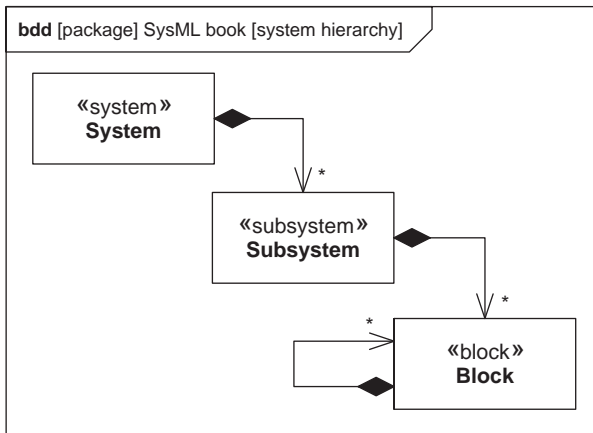 bdd [package] SysML book [system hierarchy]
«system»
System
*
«subsystem»
Subsystem
*
*
«block»
Block